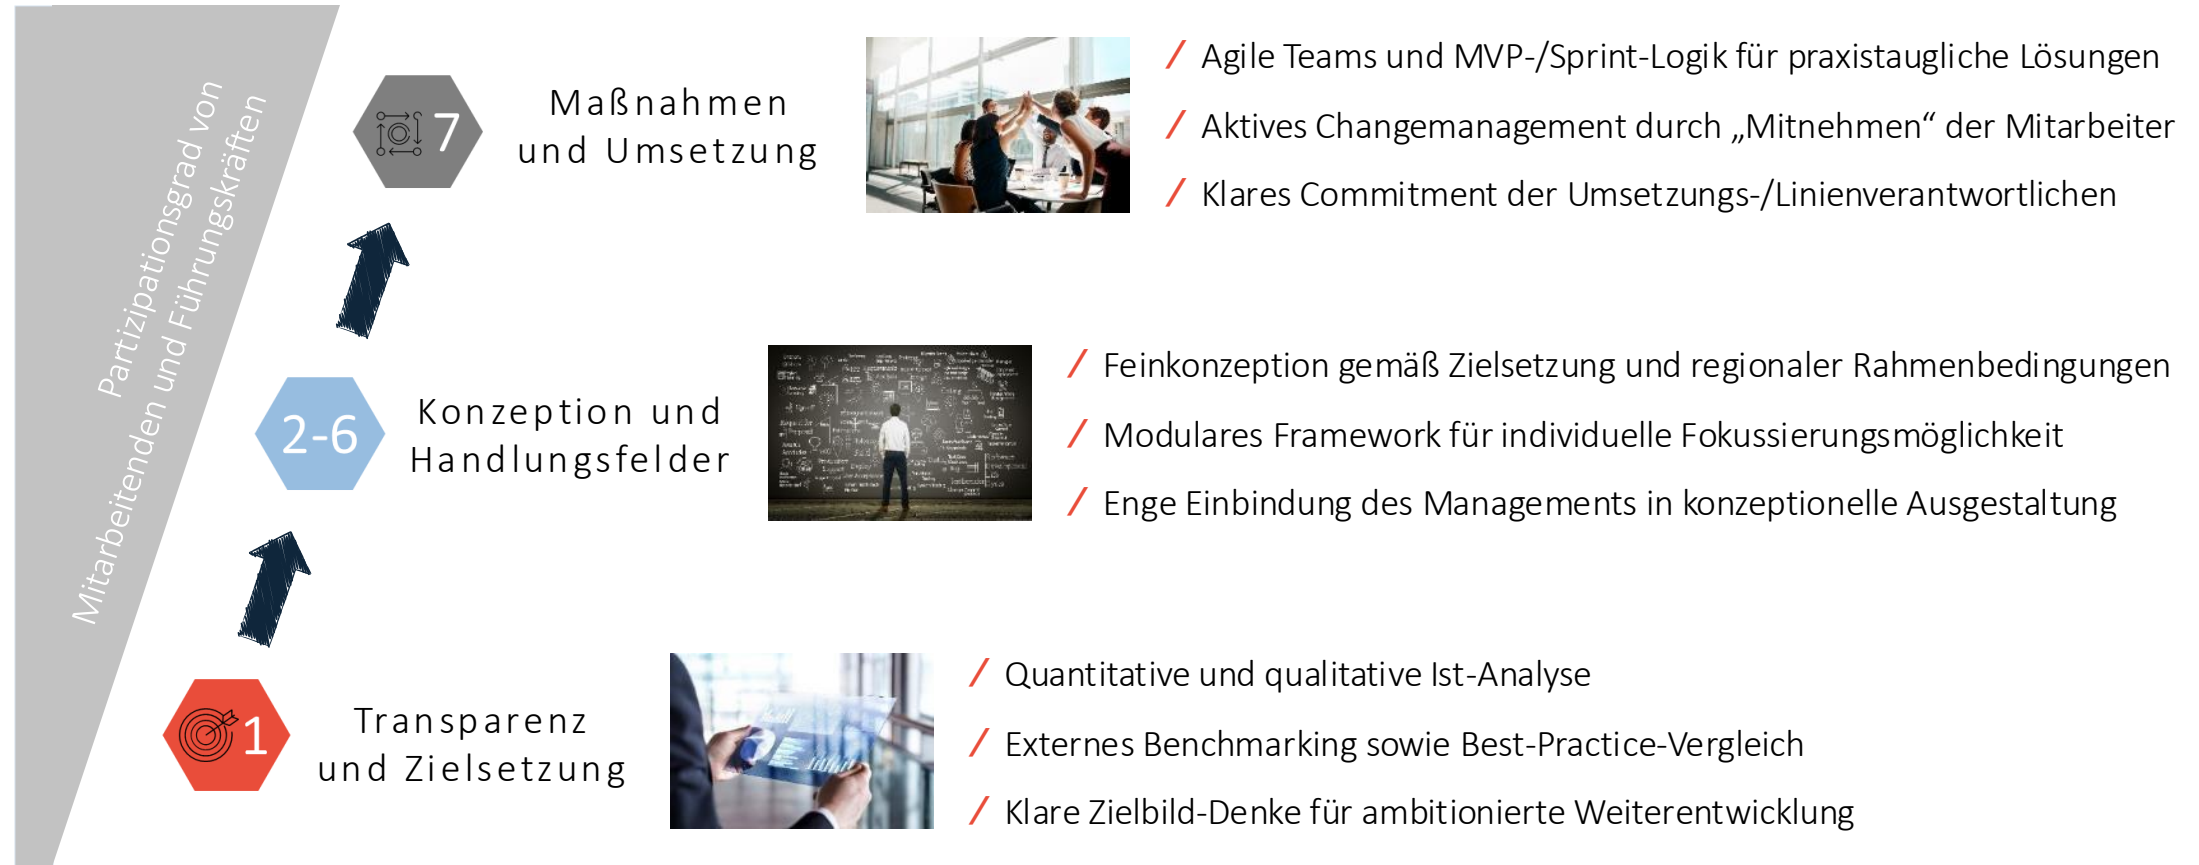 Partizipationsgrad von
Mitarbeitenden und Führungskräften
7
Maßnahmen
und Umsetzung
/ Agile Teams und MVP-/Sprint-Logik für praxistaugliche Lösungen
/ Aktives Changemanagement durch „Mitnehmen“ der Mitarbeiter
/ Klares Commitment der Umsetzungs-/Linienverantwortlichen
2-6
Konzeption und
Handlungsfelder
/ Feinkonzeption gemäß Zielsetzung und regionaler Rahmenbedingungen
/ Modulares Framework für individuelle Fokussierungsmöglichkeit
/ Enge Einbindung des Managements in konzeptionelle Ausgestaltung
1
Transparenz
und Zielsetzung
/ Quantitative und qualitative Ist-Analyse
/ Externes Benchmarking sowie Best-Practice-Vergleich
/ Klare Zielbild-Denke für ambitionierte Weiterentwicklung